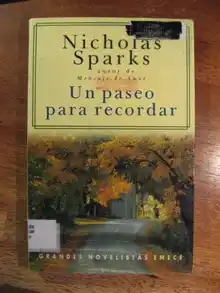 Nicholas
Sparks
autor de
Mensaje de Amor
Un paseo
para recordar
GRANDES NOVELISTAS EMECÉ